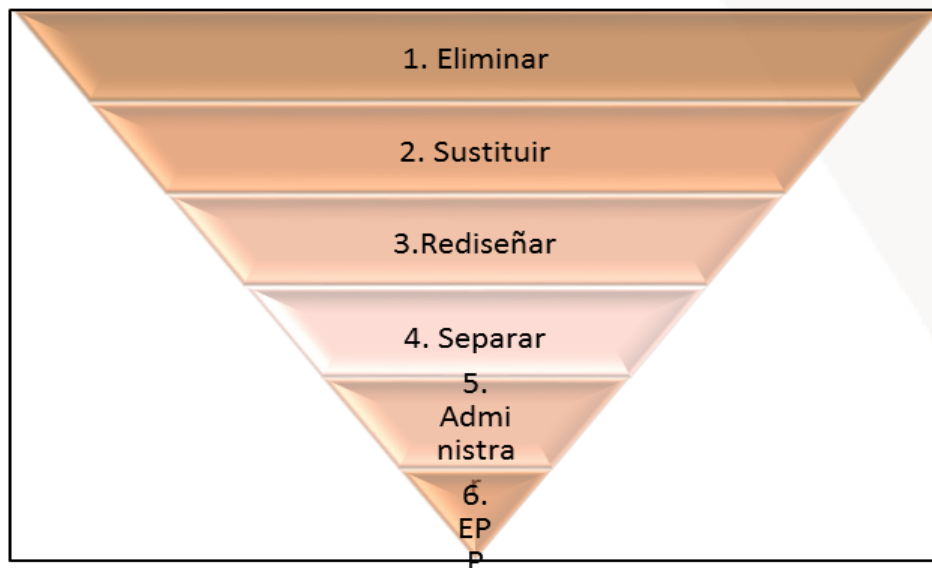 1. Eliminar
2. Sustituir
3.Rediseñar
4. Separar
5.
Admi
nistra
r
6.
EP
P